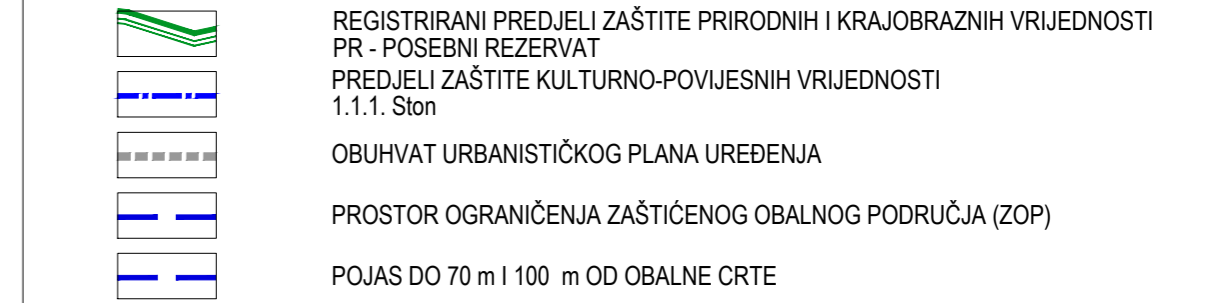 REGISTRIRANI PREDJELI ZAŠTITE PRIRODNIH I KRAJOBRAZNIH VRIJEDNOSTI
PR - POSEBNI REZERVAT
PREDJELI ZAŠTITE KULTURNO-POVIJESNIH VRIJEDNOSTI
1.1.1. Ston
OBUHVAT URBANISTIČKOG PLANA UREĐENJA
PROSTOR OGRANIČENJA ZAŠTIĆENOG OBALNOG PODRUČJA (ZOP)
POJAS DO 70 m I 100 m OD OBALNE CRTE